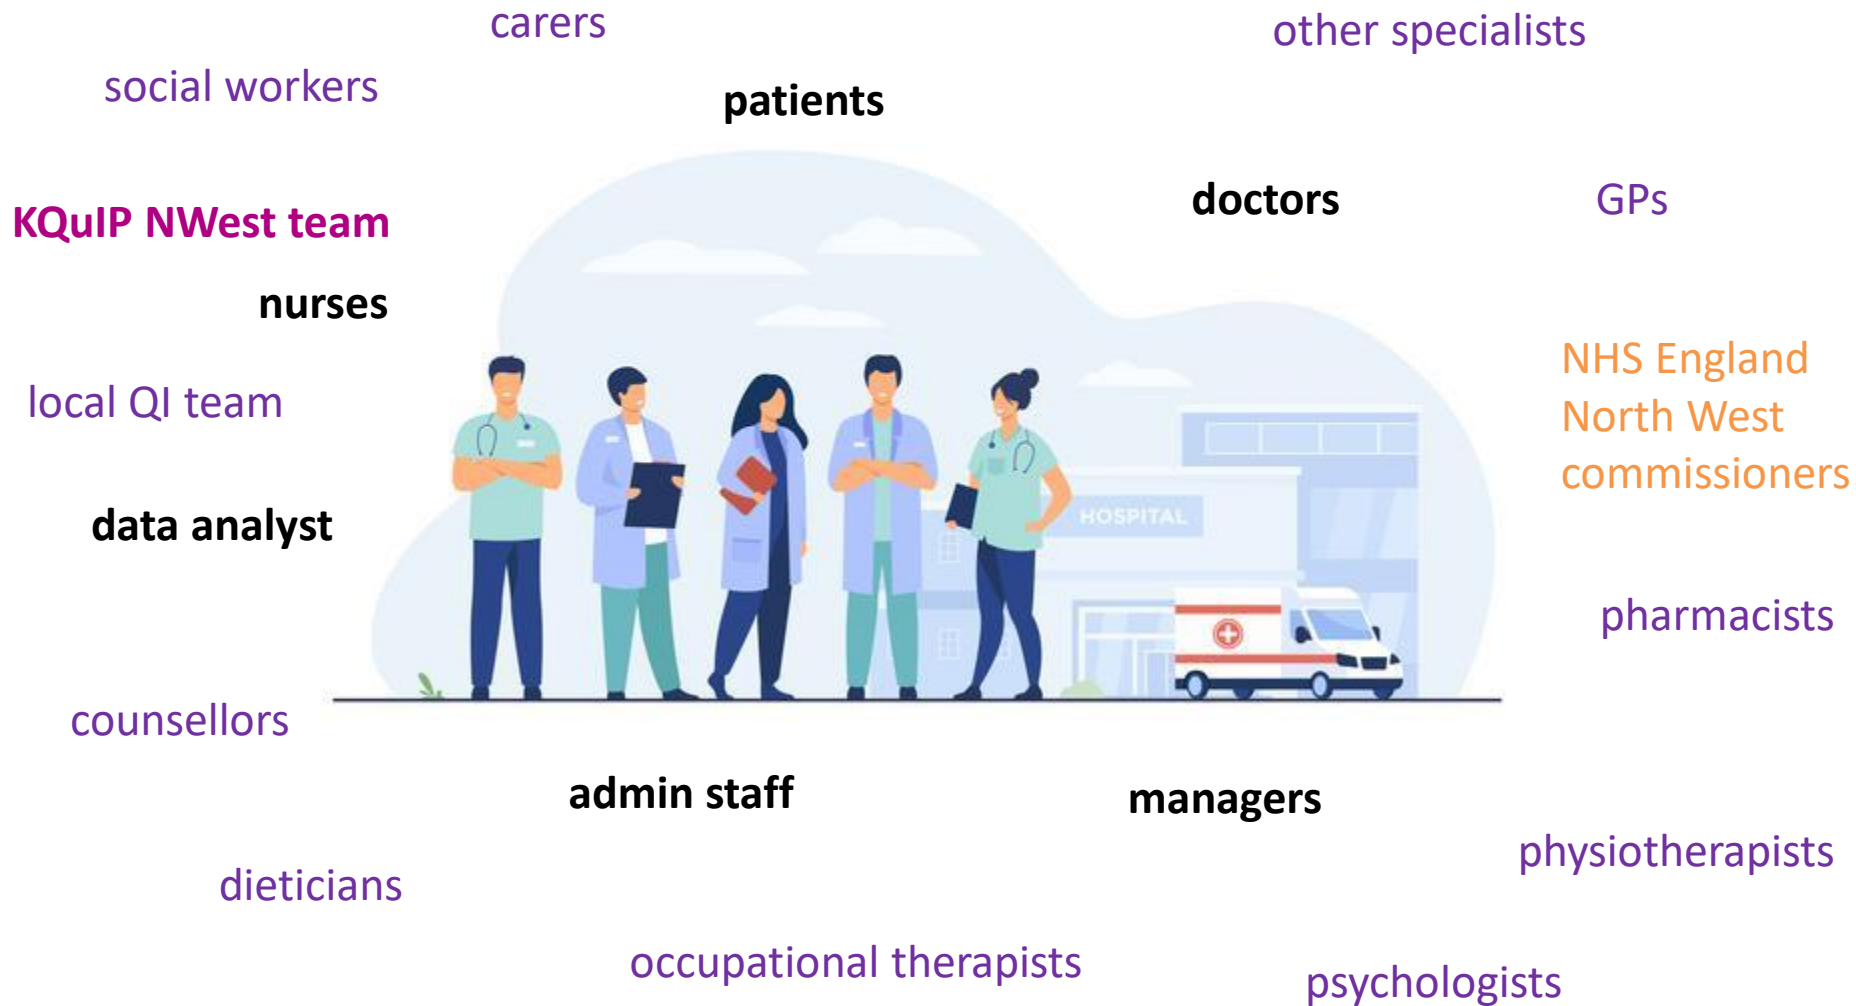 carers
other specialists
social workers
patients
doctors
GPs
KQuIP NWest team
nurses
NHS England
North West
commissioners
local QI team
data analyst
HOSPITAL
pharmacists
counsellors
admin staff
managers
physiotherapists
dieticians
occupational therapists
psychologists